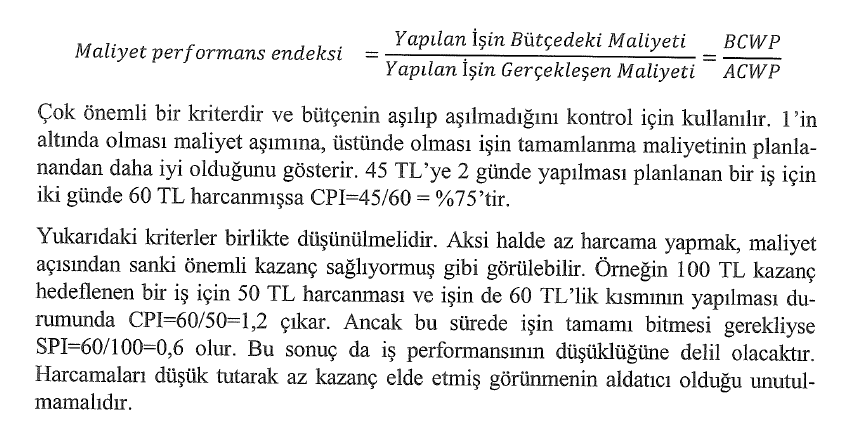 Maliyet performans endeksi = Yapılan İşin Bütçedeki Maliyeti / Yapılan İşin Gerçekleşen Maliyeti = BCWP / ACWP
Çok önemli bir kriterdir ve bütçenin aşılıp aşılmadığını kontrol için kullanılır. 1'in
altında olması maliyet aşımına, üstünde olması işin tamamlanma maliyetinin planla-
nandan daha iyi olduğunu gösterir. 45 TL'ye 2 günde yapılması planlanan bir iş için
iki günde 60 TL harcanmışsa CPI=45/60 = %75'tir.
Yukarıdaki kriterler birlikte düşünülmelidir. Aksi halde az harcama yapmak, maliyet
açısından sanki önemli kazanç sağlıyormuş gibi görülebilir. Örneğin 100 TL kazanç
hedeflenen bir iş için 50 TL harcanması ve işin de 60 TL'lik kısmının yapılması du-
rumunda CPI=60/50=1,2 çıkar. Ancak bu sürede işin tamamı bitmesi gerekliyse
SPI=60/100=0,6 olur. Bu sonuç da iş performansının düşüklüğüne delil olacaktır.
Harcamaları düşük tutarak az kazanç elde etmiş görünmenin aldatıcı olduğu unutul-
mamalıdır.